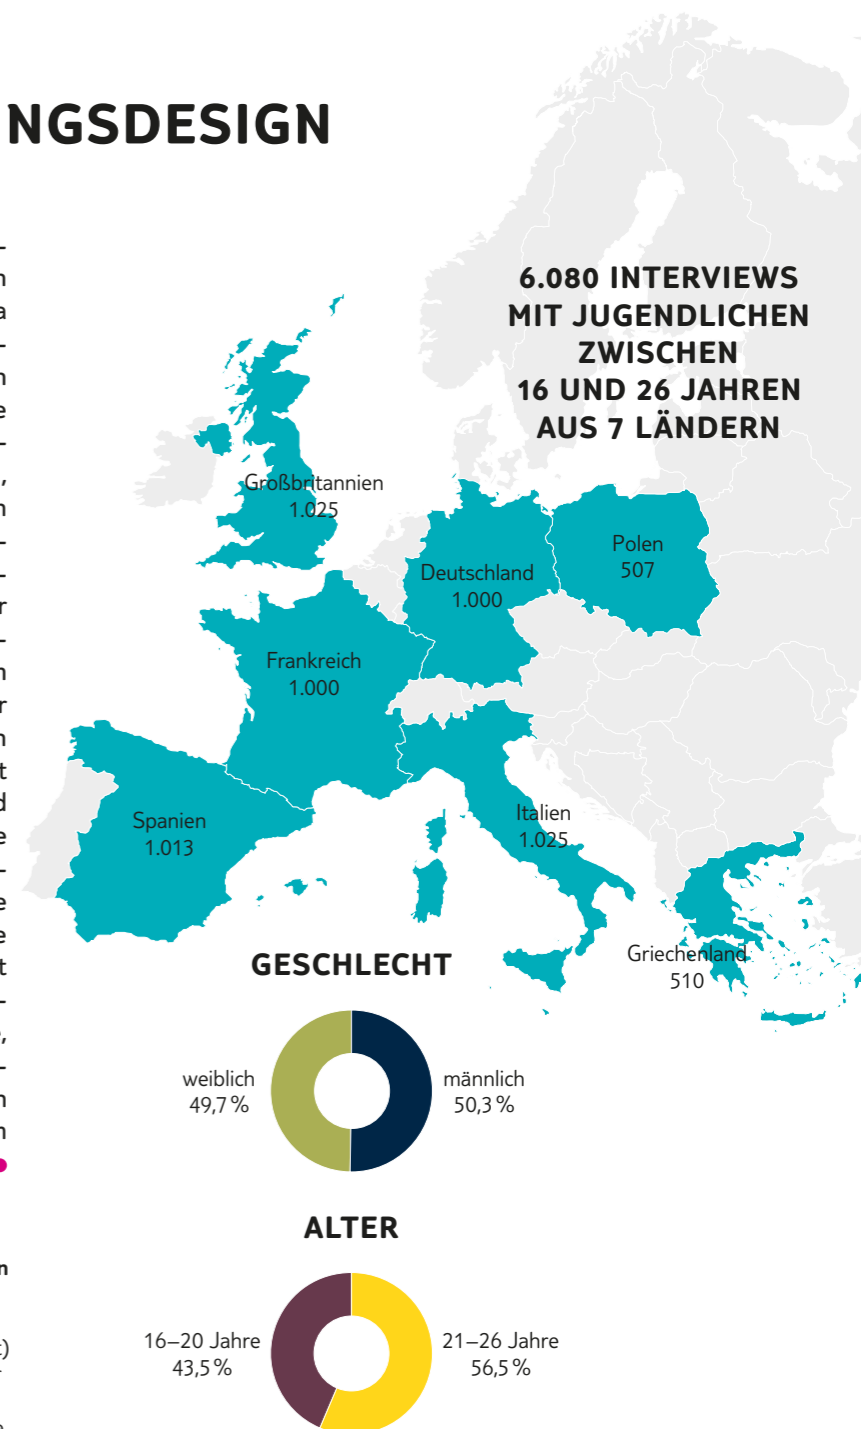 NGSDESIGN
6.080 INTERVIEWS
MIT JUGENDLICHEN
ZWISCHEN
16 UND 26 JAHREN
AUS 7 LÄNDERN
Großbritannien
1.025
Polen
507
Deutschland
1.000
Frankreich
1.000
Spanien
1.013
Italien
1.025
Griechenland
510
GESCHLECHT
weiblich
49,7 %
männlich
50,3 %
ALTER
16–20 Jahre
43,5 %
21–26 Jahre
56,5 %